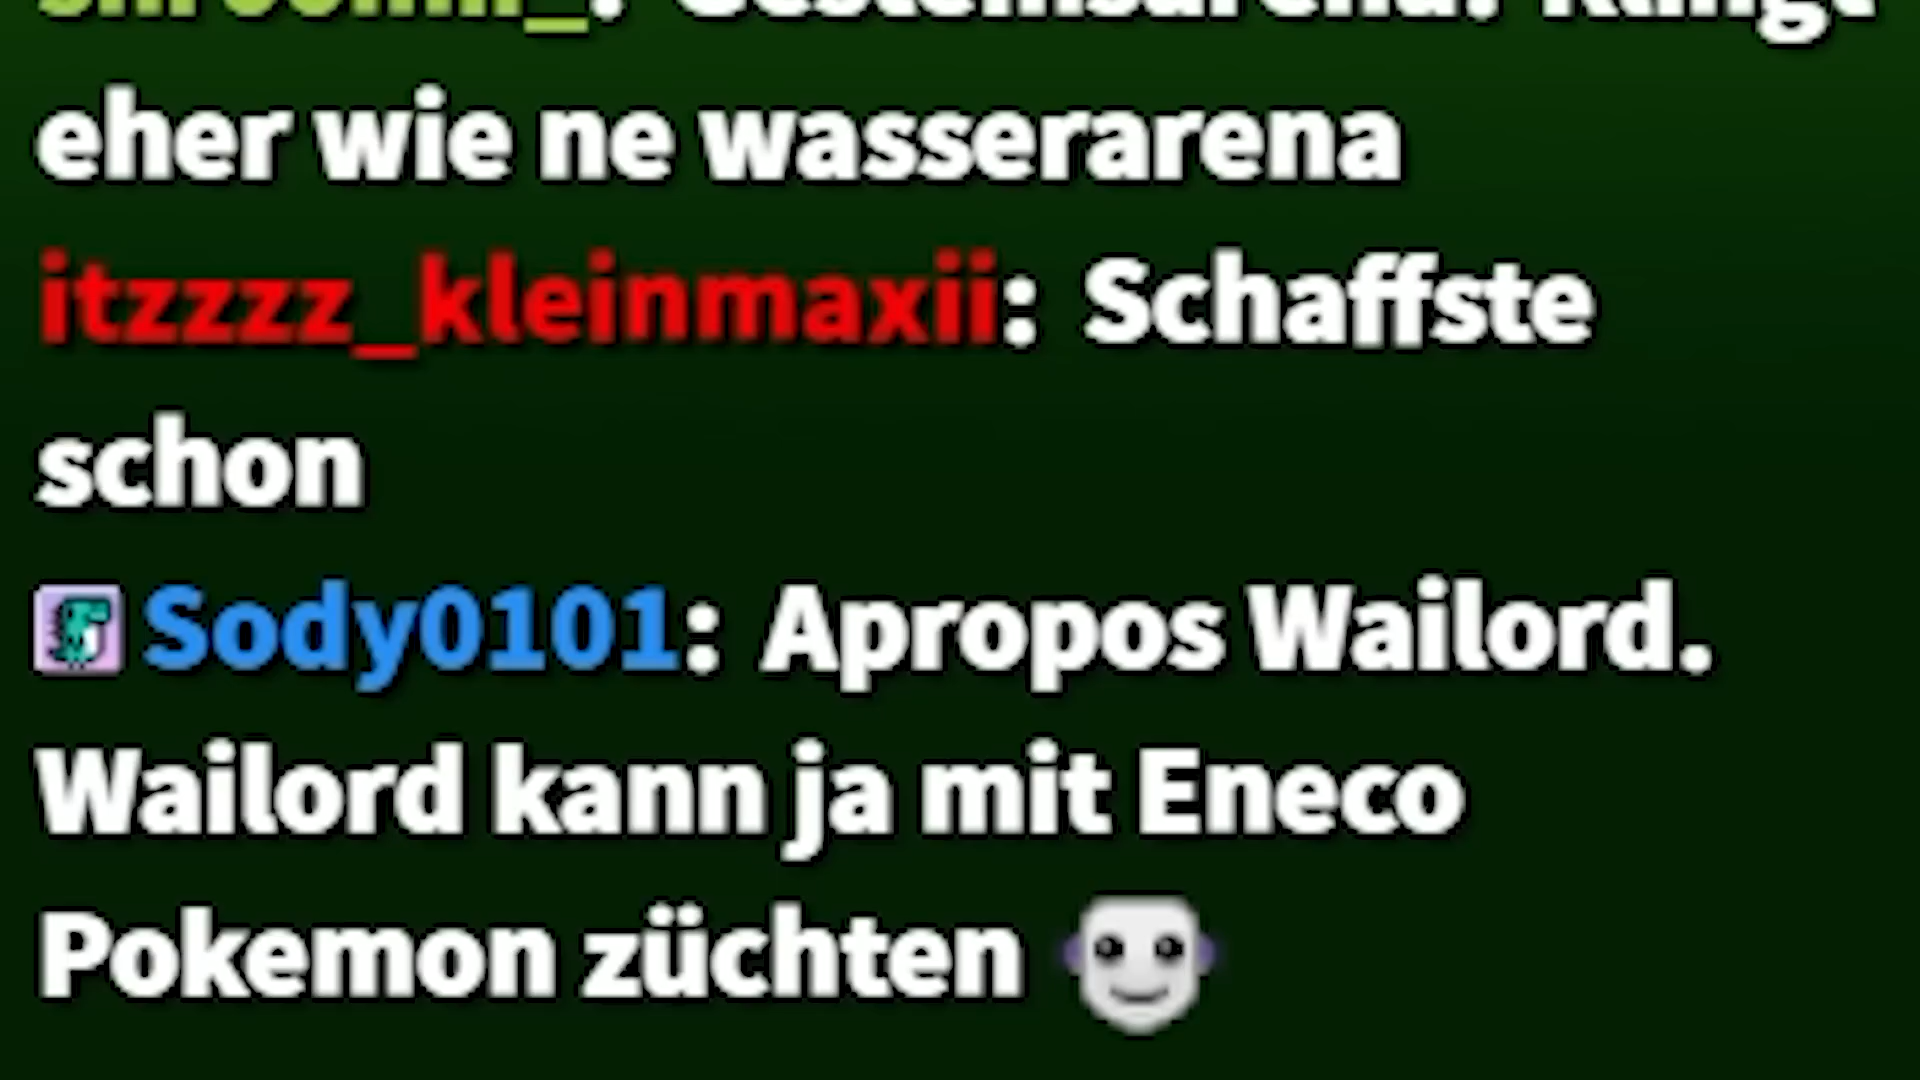 eher wie ne wasserarena
itzzzz_kleinmaxii: Schaffste
schon
Sody0101: Apropos Wailord.
Wailord kann ja mit Eneco
Pokemon züchten